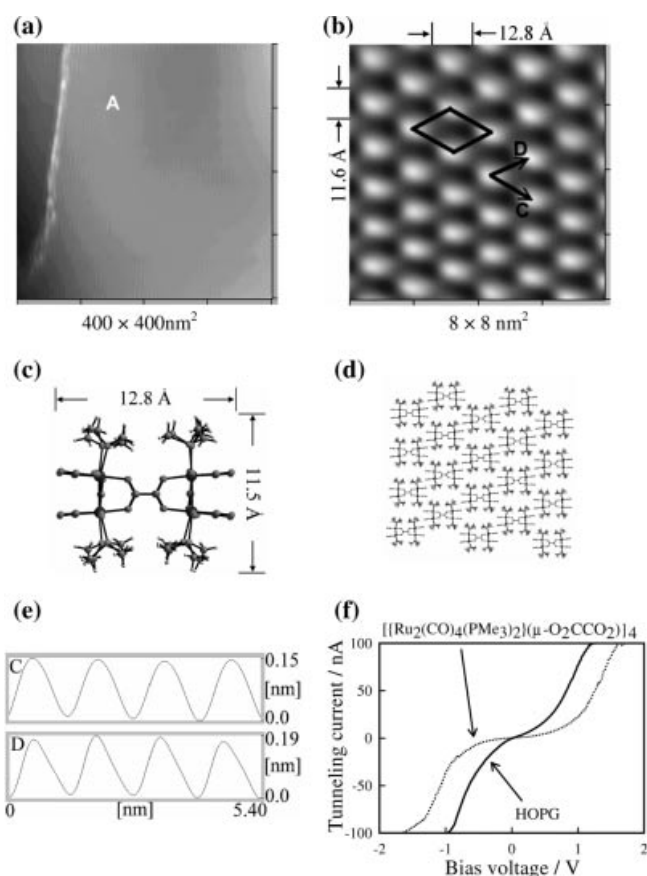 (a)
A
400 × 400nm²
(b)
12.8 Å
11.6 Å
D
C
8 × 8 nm²
(c)
12.8 Å
11.5 Å
(d)
(e)
C
0.15
[nm]
0.0
D
0.19
[nm]
0.0
0
[nm]
5.40
(f)
[{Ru₂(CO)₄(PMe₃)₂}(μ-O₂CCO₂)]₄
100
50
0
-50
-100
Tunneling current / nA
HOPG
-2
-1
0
1
2
Bias voltage / V